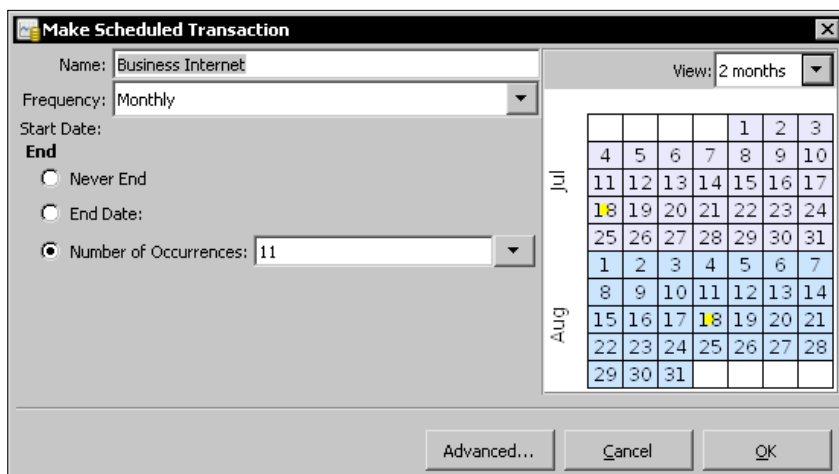 Make Scheduled Transaction
Name: Business Internet
Frequency: Monthly
Start Date:
End
Never End
End Date:
Number of Occurrences: 11
View: 2 months
Jul
1 2 3
4 5 6 7 8 9 10
11 12 13 14 15 16 17
18 19 20 21 22 23 24
25 26 27 28 29 30 31
Aug
1 2 3 4 5 6 7
8 9 10 11 12 13 14
15 16 17 18 19 20 21
22 23 24 25 26 27 28
29 30 31
Advanced... Cancel OK